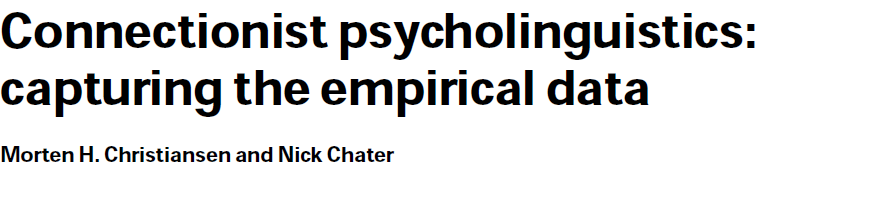 Connectionist psycholinguistics:
capturing the empirical data
Morten H. Christiansen and Nick Chater